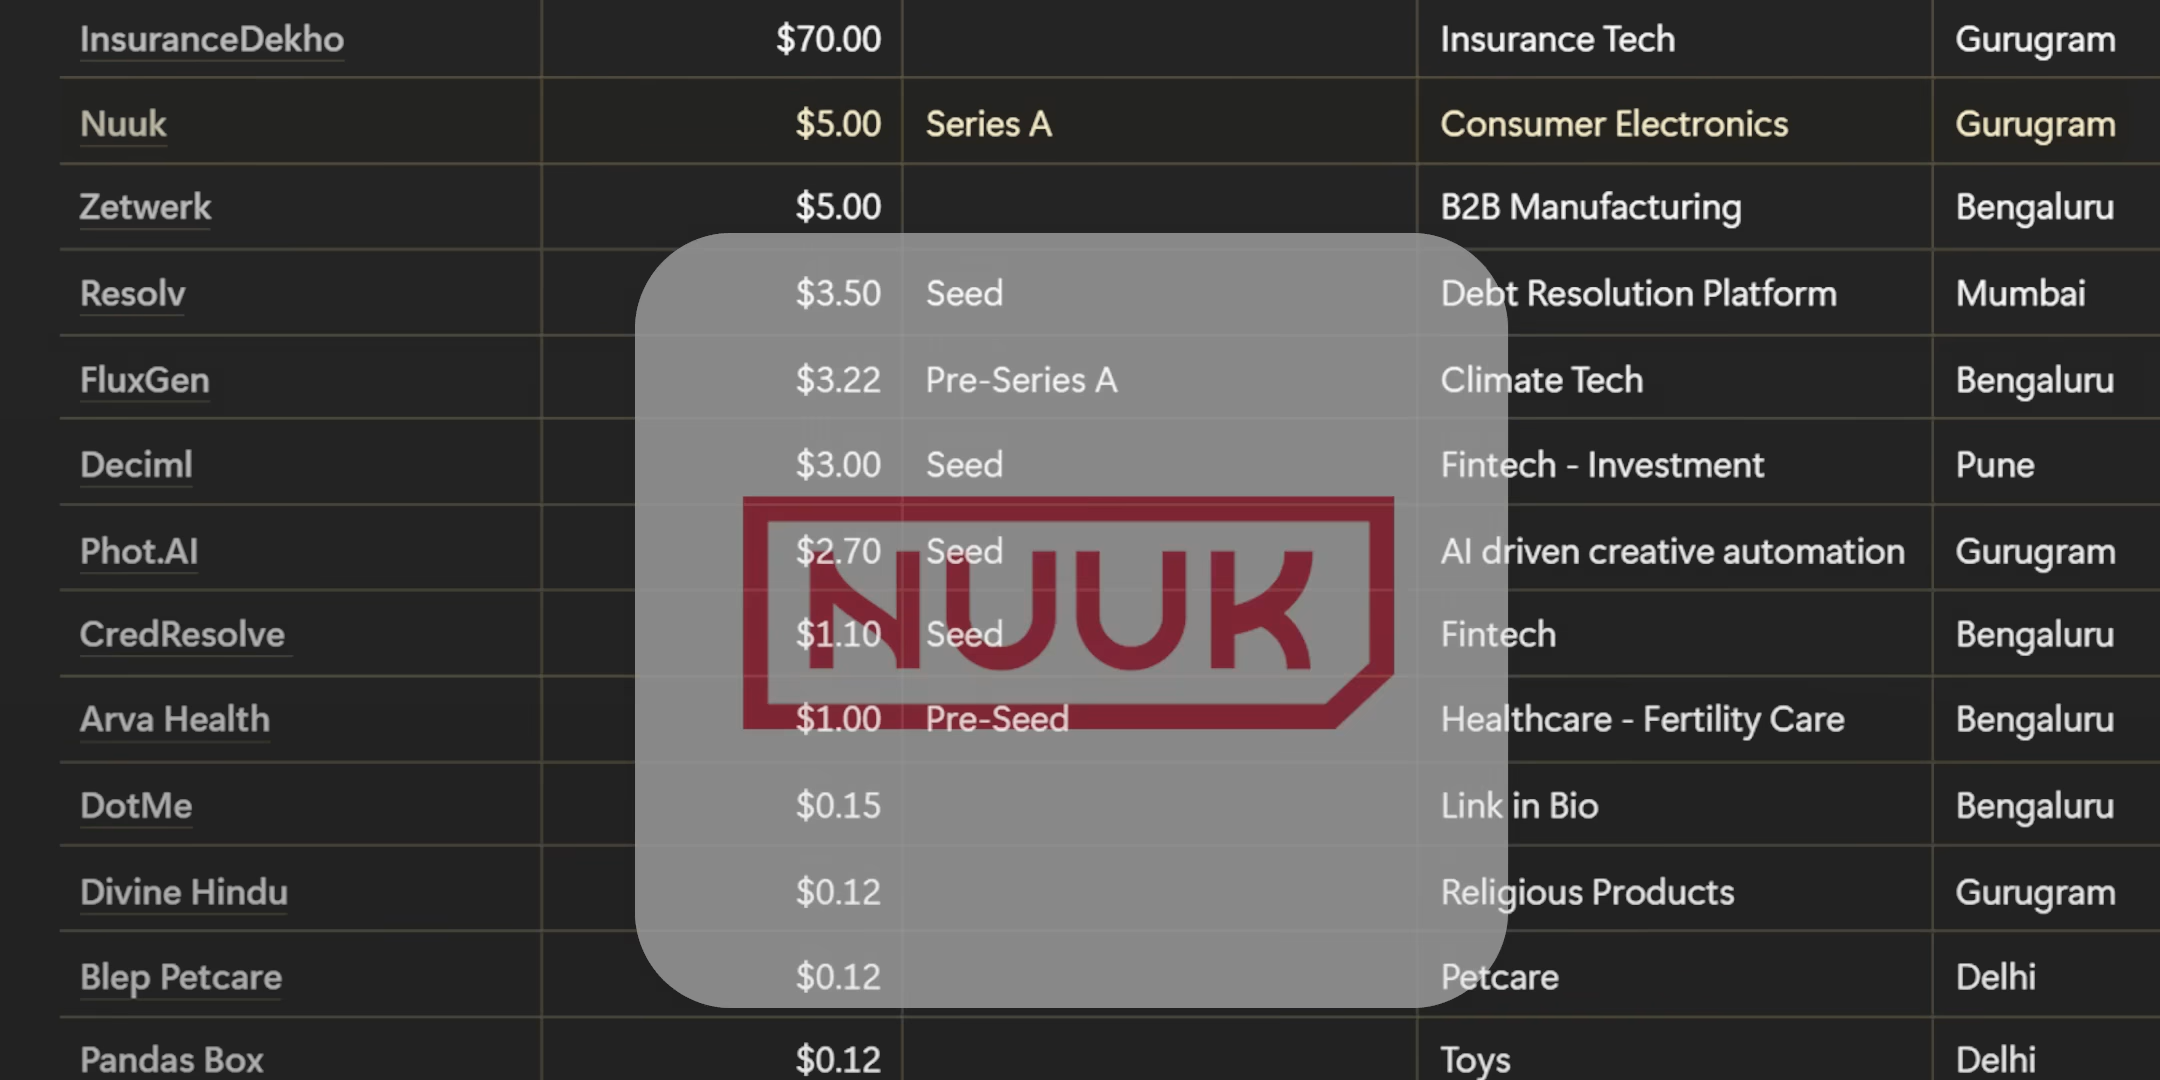 InsuranceDekho $70.00 Insurance Tech Gurugram
Nuuk $5.00 Series A Consumer Electronics Gurugram
Zetwerk $5.00 B2B Manufacturing Bengaluru
Resolv $3.50 Seed Debt Resolution Platform Mumbai
FluxGen $3.22 Pre-Series A Climate Tech Bengaluru
Deciml $3.00 Seed Fintech - Investment Pune
Phot.AI $2.70 Seed AI driven creative automation Gurugram
NUUK
CredResolve $1.10 Seed Fintech Bengaluru
Arva Health $1.00 Pre-Seed Healthcare - Fertility Care Bengaluru
DotMe $0.15 Link in Bio Bengaluru
Divine Hindu $0.12 Religious Products Gurugram
Blep Petcare $0.12 Petcare Delhi
Pandas Box $0.12 Toys Delhi